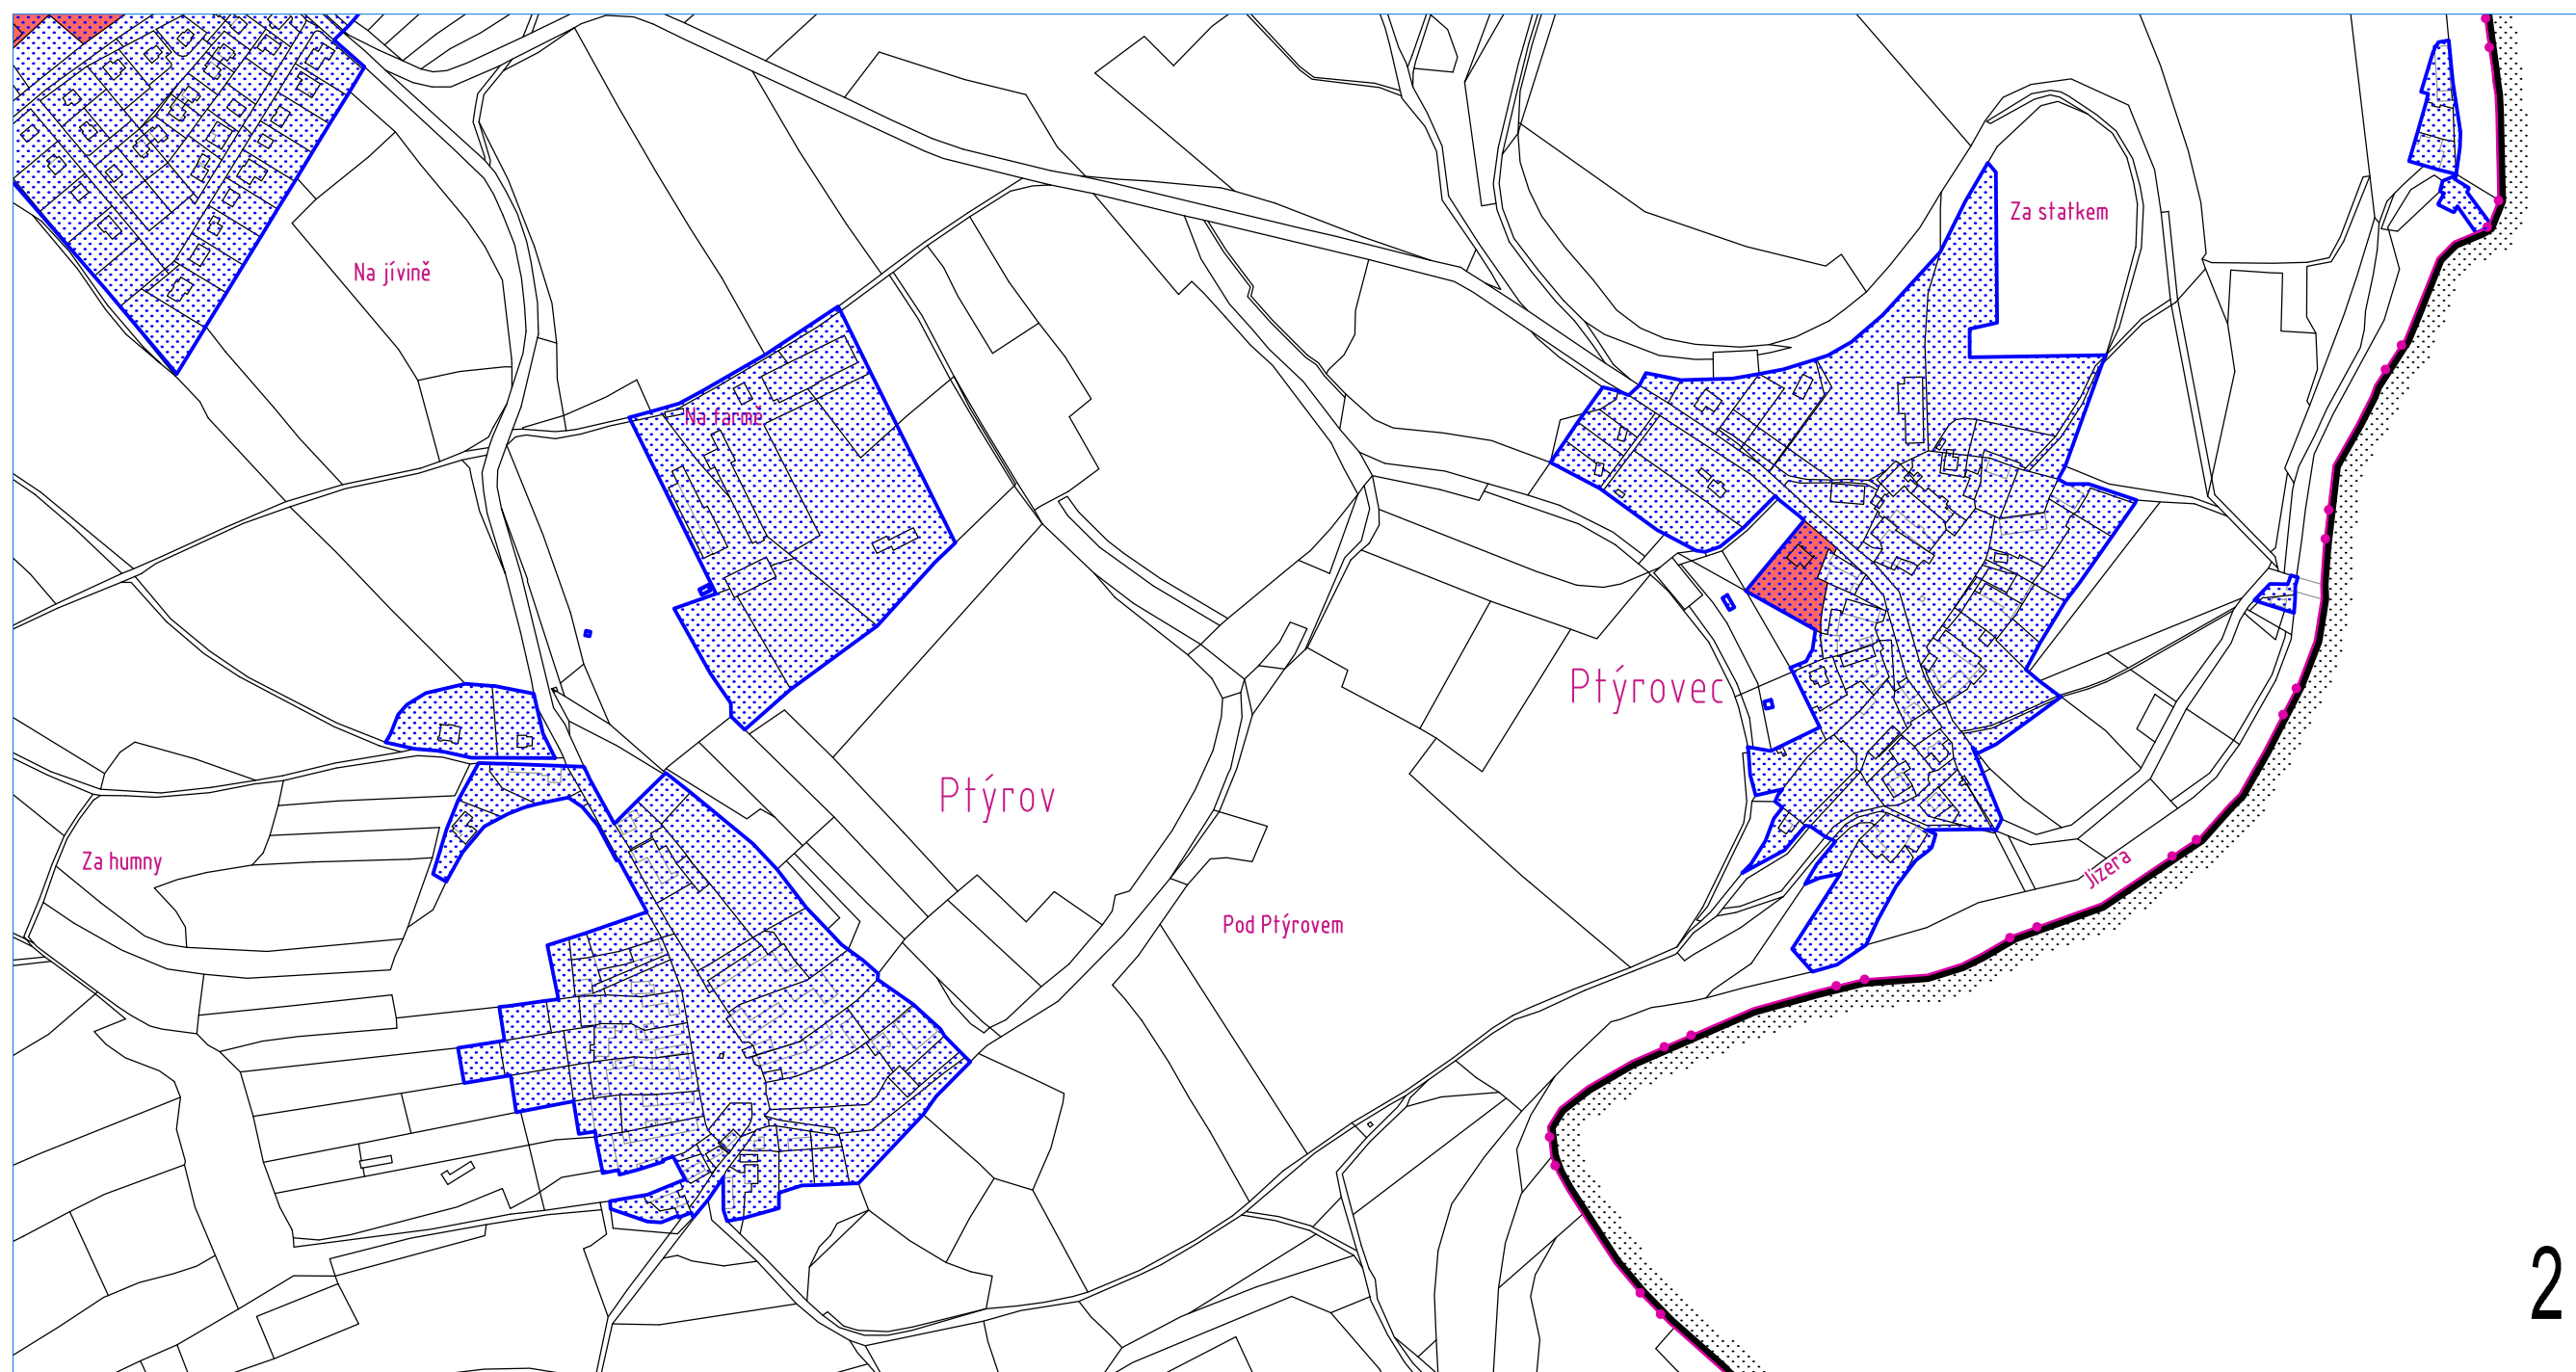 Za statkem
Na jívině
Na farmě
Ptýrovec
Ptýrov
Za humny
Jizera
Pod Ptýrovem
2